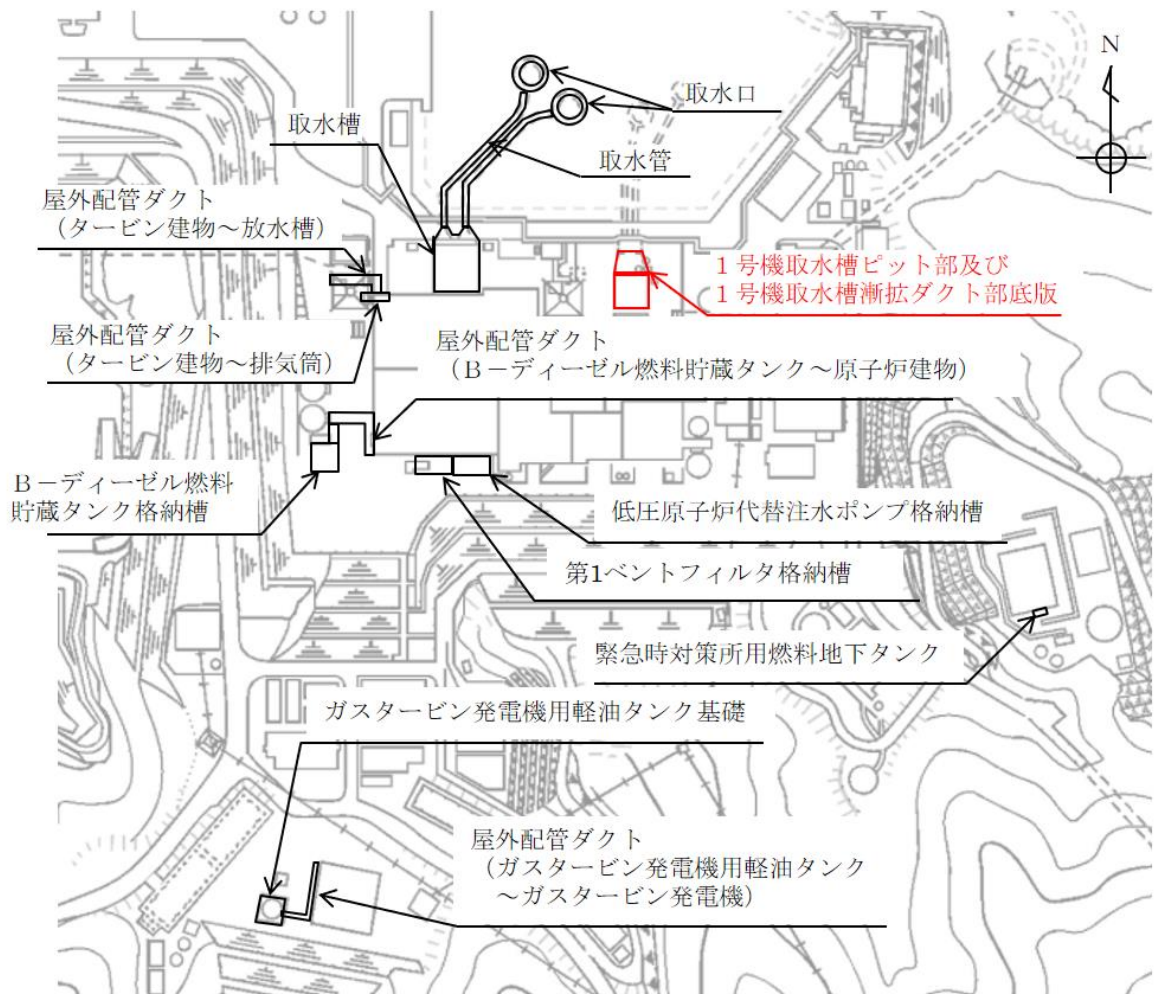 N
取水口
取水槽
取水管
屋外配管ダクト
（タービン建物～放水槽）
１号機取水槽ピット部及び
１号機取水槽漸拡ダクト部底版
屋外配管ダクト
（タービン建物～排気筒）
屋外配管ダクト
（Ｂ－ディーゼル燃料貯蔵タンク～原子炉建物）
Ｂ－ディーゼル燃料
貯蔵タンク格納槽
低圧原子炉代替注水ポンプ格納槽
第1ベントフィルタ格納槽
緊急時対策所用燃料地下タンク
ガスタービン発電機用軽油タンク基礎
屋外配管ダクト
（ガスタービン発電機用軽油タンク
～ガスタービン発電機）